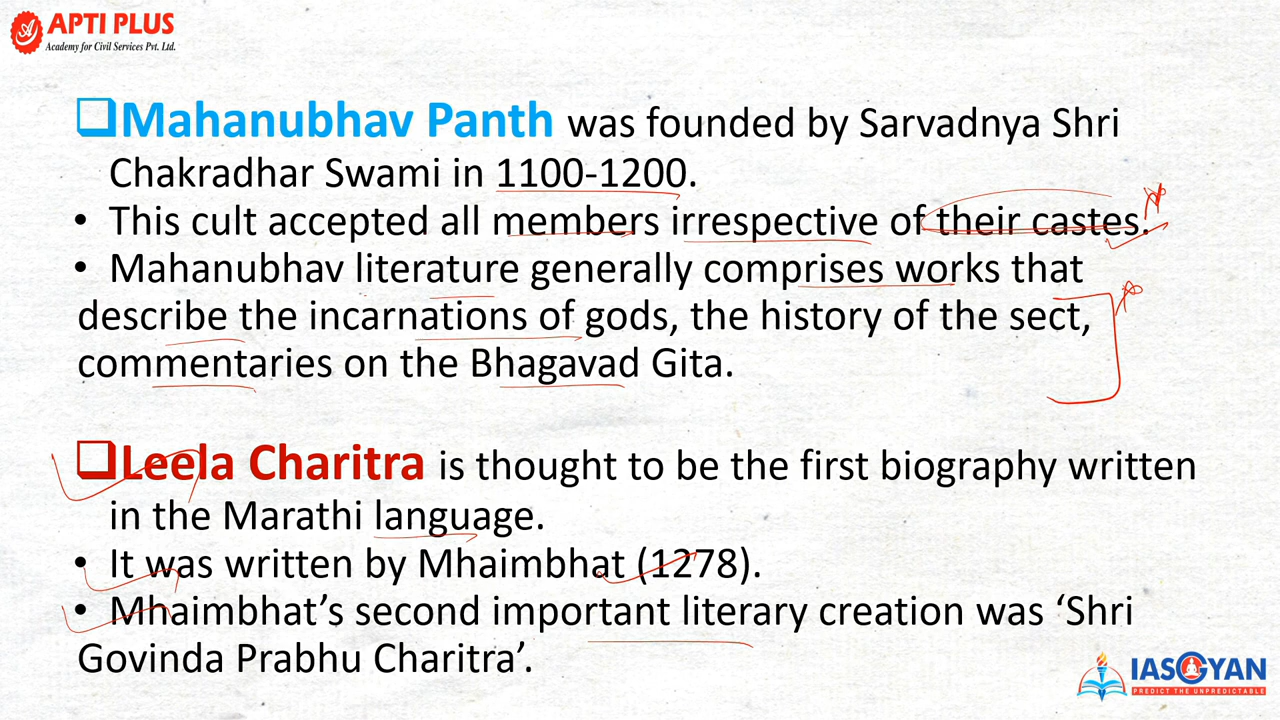 APTI PLUS
Academy for Civil Services Pvt. Ltd.
Mahanubhav Panth was founded by Sarvadnya Shri
Chakradhar Swami in 1100-1200.
• This cult accepted all members irrespective of their castes.
• Mahanubhav literature generally comprises works that
describe the incarnations of gods, the history of the sect,
commentaries on the Bhagavad Gita.
Leela Charitra is thought to be the first biography written
in the Marathi language.
• It was written by Mhaimbhat (1278).
• Mhaimbhat’s second important literary creation was ‘Shri
Govinda Prabhu Charitra’.
IASGYAN
PREDICT THE UNPREDICTABLE